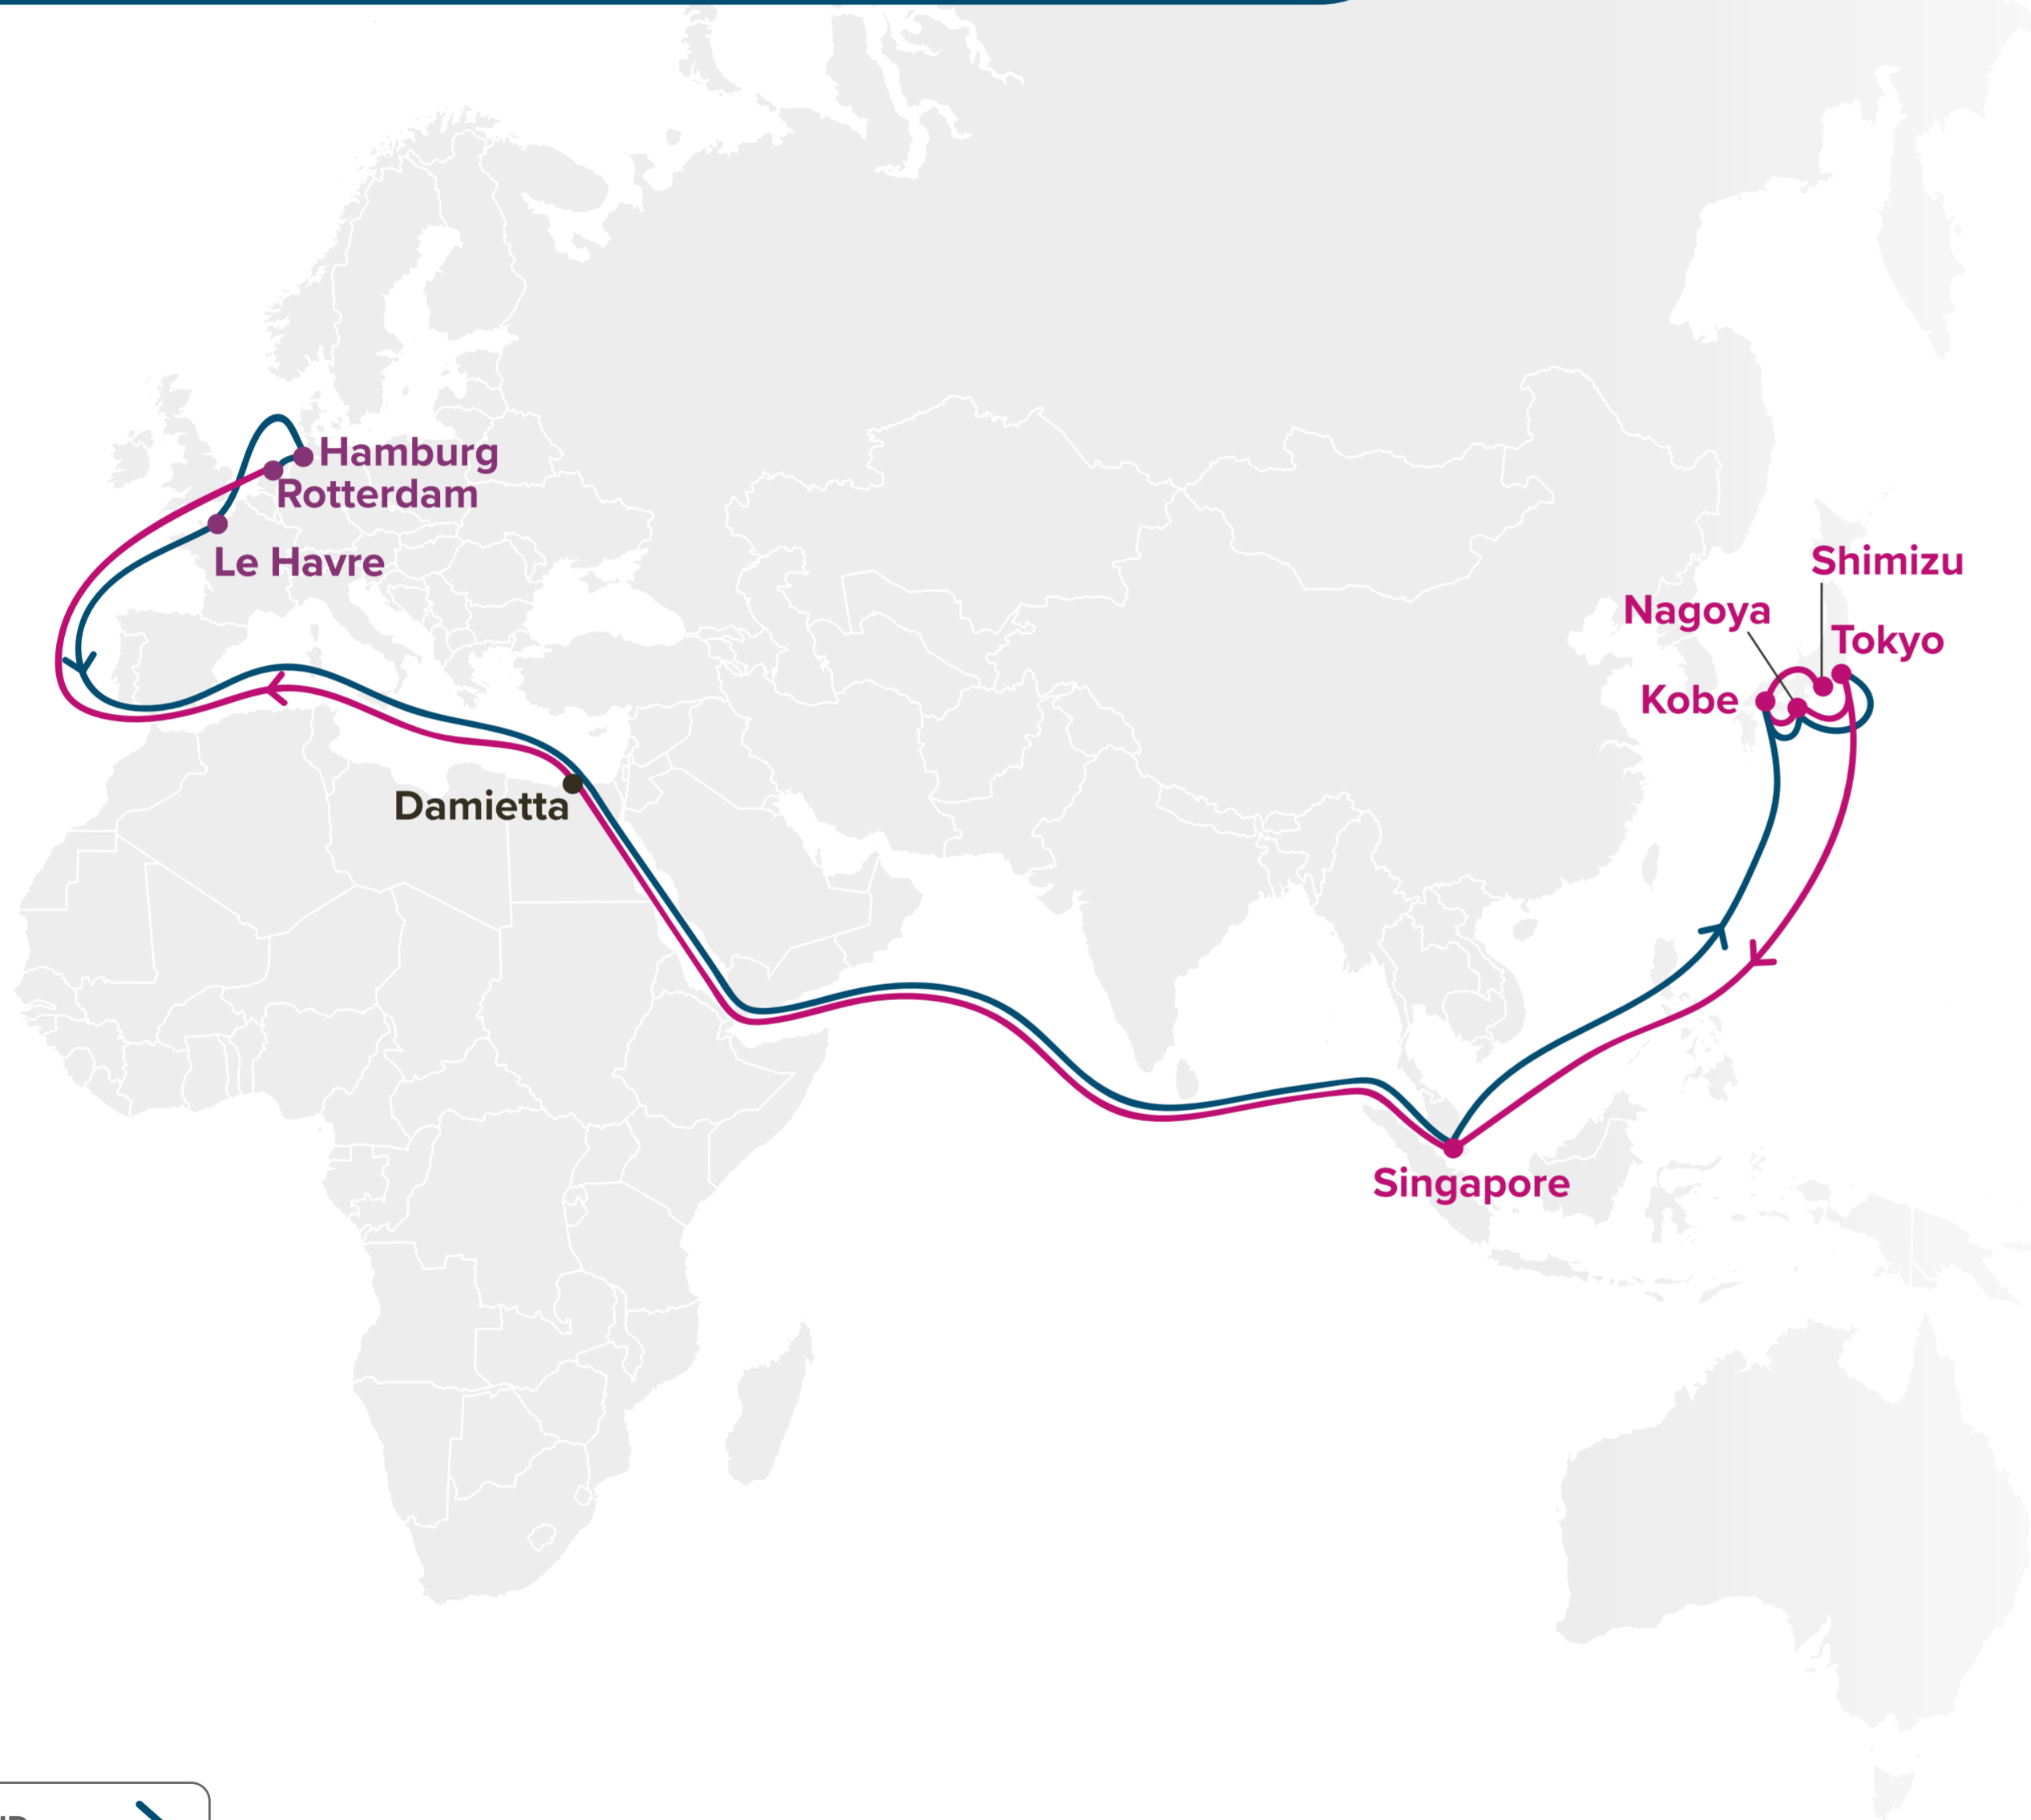 Hamburg
Rotterdam
Le Havre
Shimizu
Nagoya
Tokyo
Kobe
Damietta
Singapore